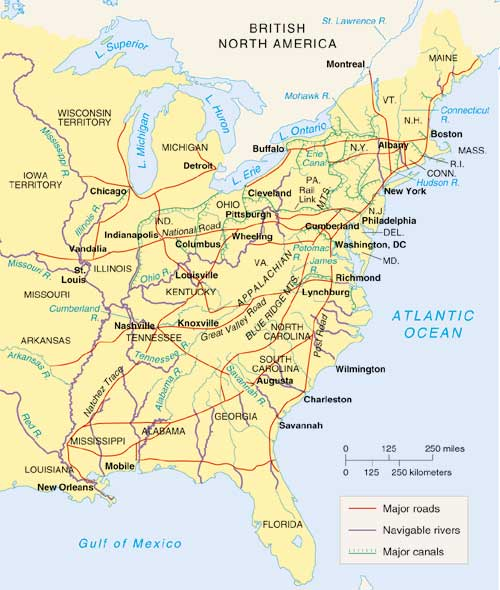 BRITISH
NORTH AMERICA
St. Lawrence R.
L. Superior
Montreal
MAINE
Mohawk R.
VT.
L. Huron
WISCONSIN
TERRITORY
N.H.
Connecticut
R.
L. Ontario
L. Michigan
Mississippi R.
MICHIGAN
Buffalo
N.Y.
Albany
Boston
MASS.
Erie
Canal
R.I.
CONN.
Detroit
L. Erie
IOWA
TERRITORY
Chicago
Cleveland
PA.
Rail
Link
Hudson R.
New York
Illinois R.
OHIO
Pittsburgh
MTS.
N.J.
IND.
National Road
Philadelphia
Indianapolis
Cumberland
DEL.
Vandalia
Columbus
Wheeling
Washington, DC
Missouri R.
St.
Louis
ILLINOIS
Ohio R.
VA.
Potomac
R.
MD.
Louisville
APPALACHIAN
James
R.
Richmond
MISSOURI
KENTUCKY
Lynchburg
Cumberland
R.
BLUE RIDGE MTS.
Great Valley Road
ATLANTIC
OCEAN
Nashville
Knoxville
TENNESSEE
NORTH
CAROLINA
Post Road
ARKANSAS
Arkansas R.
Tennessee R.
SOUTH
CAROLINA
Wilmington
Natchez Trace
Alabama R.
Savannah R.
Augusta
Charleston
Red R.
GEORGIA
Savannah
MISSISSIPPI
ALABAMA
LOUISIANA
Mobile
New Orleans
0 125 250 miles
0 125 250 kilometers
Major roads
Navigable rivers
Major canals
FLORIDA
Gulf of Mexico